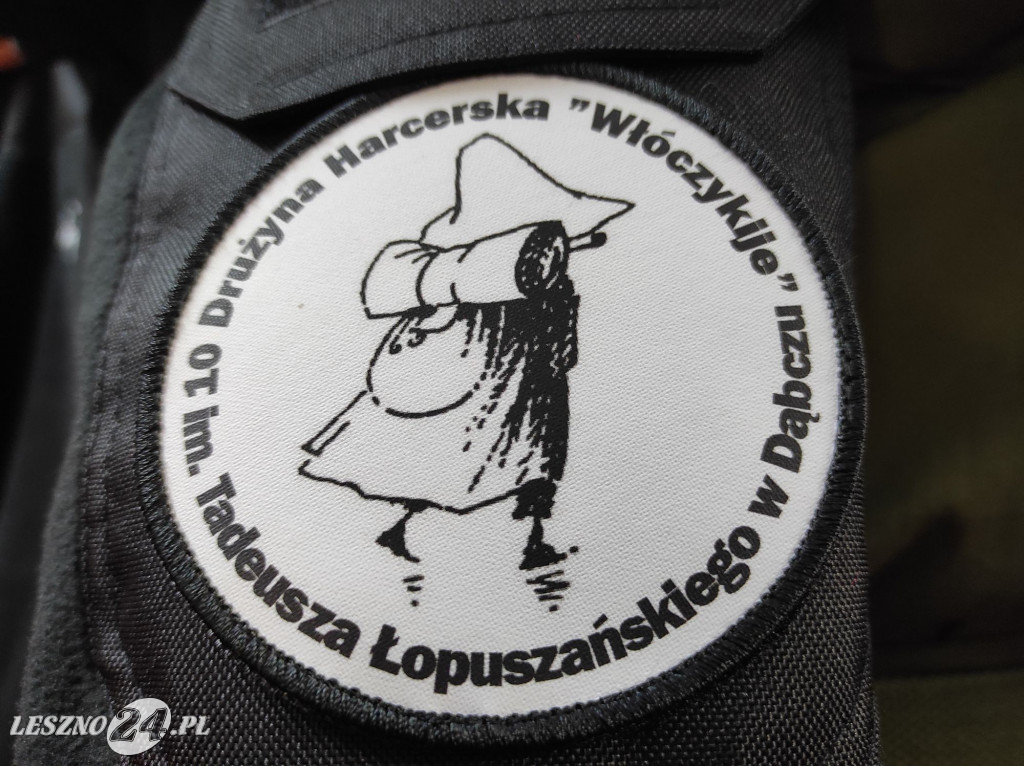 10 Drużyna Harcerska "Włóczykije"
im. Tadeusza Łopuszańskiego w Dąbczu
LESZNO24.PL